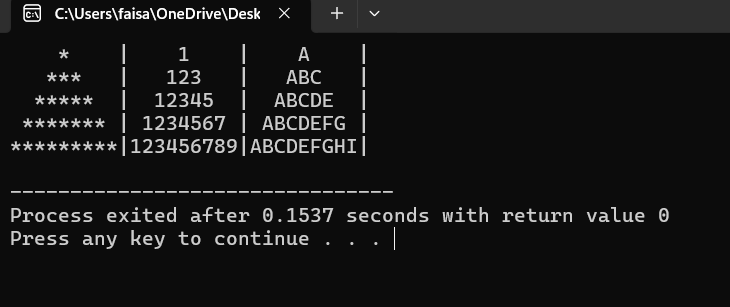 C:\Users\faisa\OneDrive\Desk
    *    |    1    |    A    |
   ***   |   123   |   ABC   |
  *****  |  12345  |  ABCDE  |
 ******* | 1234567 | ABCDEFG |
*********|123456789|ABCDEFGHI|
--------------------------------
Process exited after 0.1537 seconds with return value 0
Press any key to continue . . .